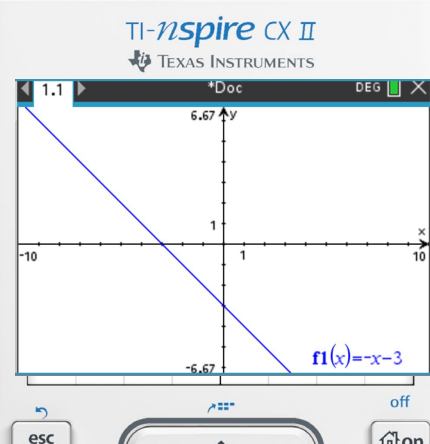 TI-nspire CX II
TEXAS INSTRUMENTS
1.1 *Doc DEG
6.67 y
1
x
-10 1 10
f1(x)=-x-3
-6.67
off
esc
on